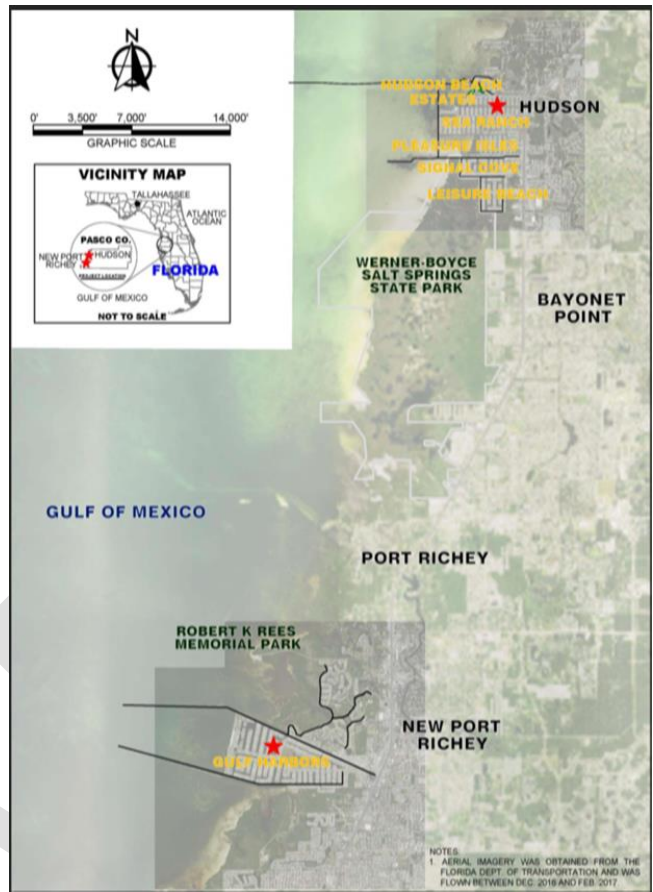 N
0' 3,500' 7,000' 14,000'
GRAPHIC SCALE
VICINITY MAP
TALLAHASSEE
ATLANTIC
OCEAN
PASCO CO.
HUDSON
NEW PORT
RICHEY
PROJECT LOCATION
FLORIDA
GULF OF MEXICO
NOT TO SCALE
HUDSON BEACH
ESTATES
HUDSON
SEA RANCH
PLEASURE ISLES
SIGNAL COVE
LEISURE BEACH
WERNER-BOYCE
SALT SPRINGS
STATE PARK
BAYONET
POINT
GULF OF MEXICO
PORT RICHEY
ROBERT K REES
MEMORIAL PARK
NEW PORT
RICHEY
GULF HARBORS
NOTES:
1. AERIAL IMAGERY WAS OBTAINED FROM THE
FLORIDA DEPT. OF TRANSPORTATION AND WAS
FLOWN BETWEEN DEC. 2016 AND FEB. 2017